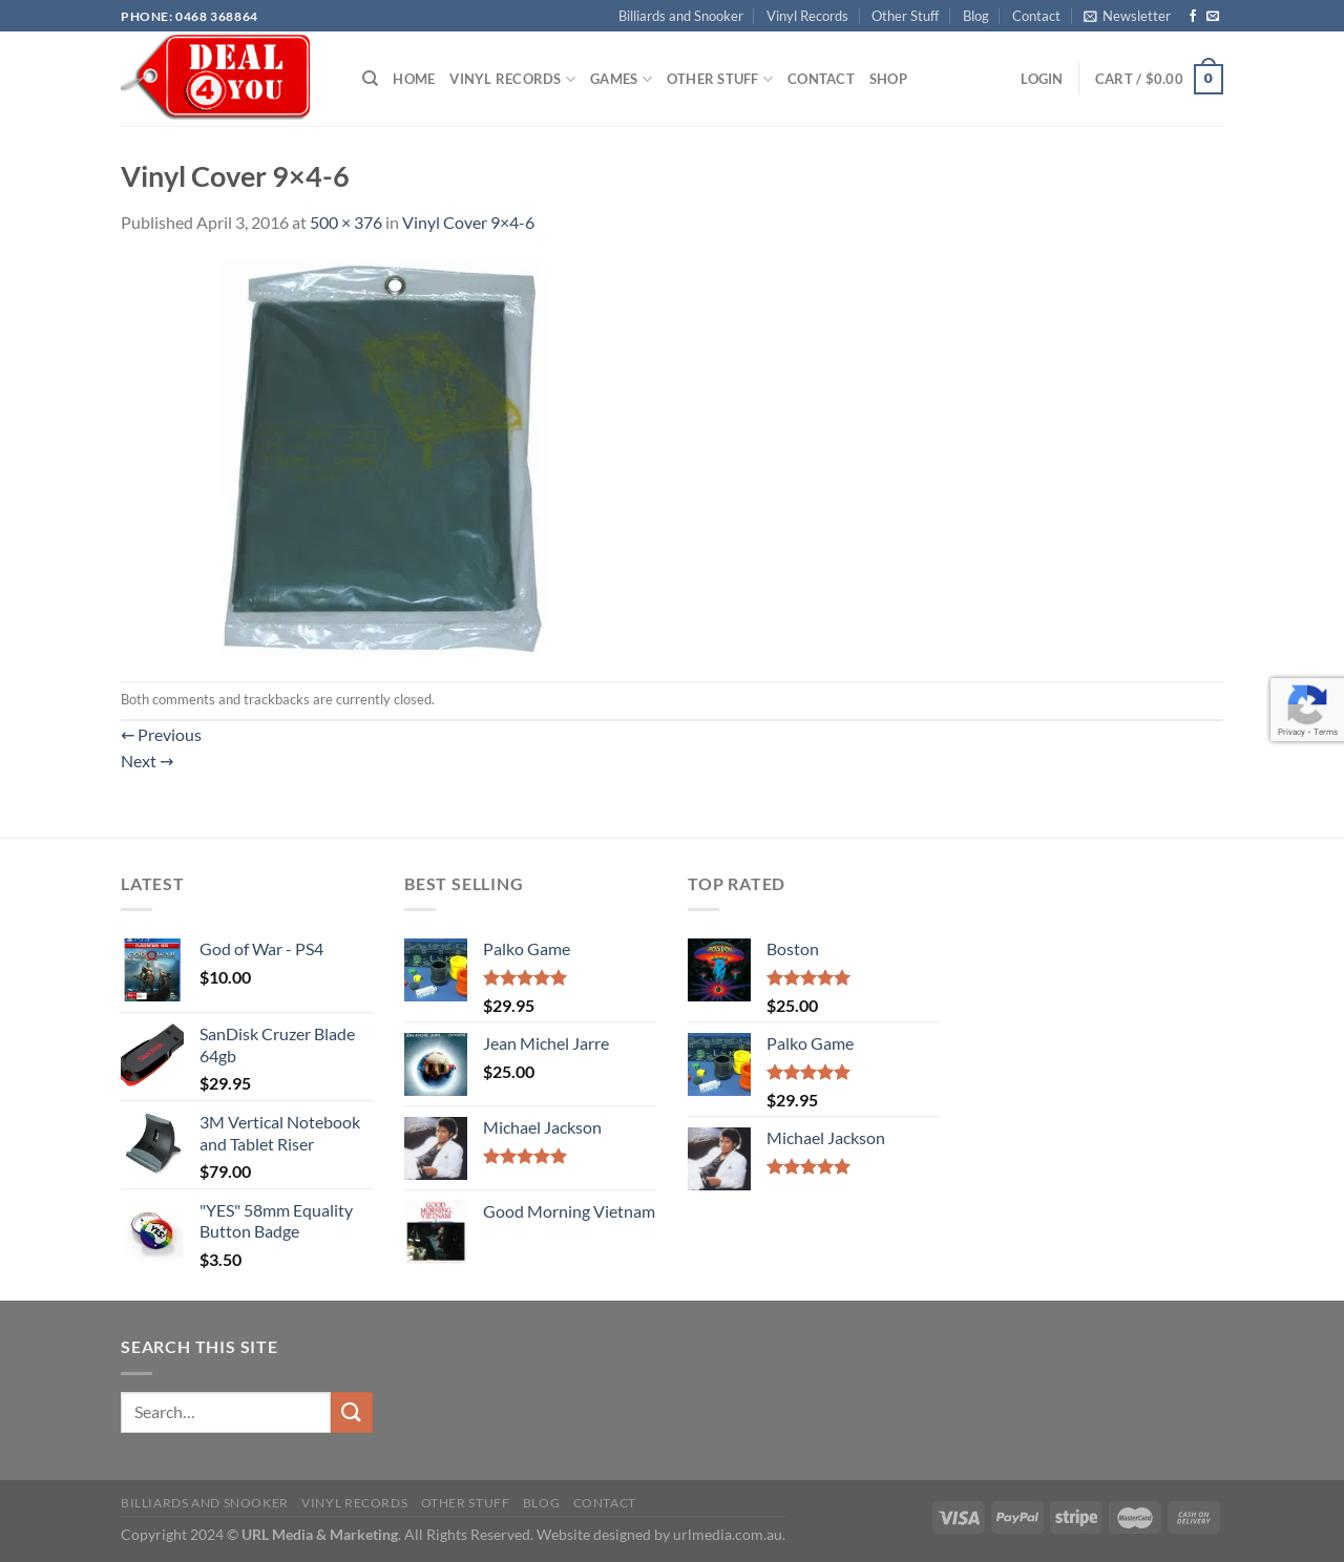 PHONE: 0468 368864
Billiards and Snooker
Vinyl Records
Other Stuff
Blog
Contact
Newsletter
DEAL
4 YOU
HOME
VINYL RECORDS
GAMES
OTHER STUFF
CONTACT
SHOP
LOGIN
CART / $0.00
0
Vinyl Cover 9×4-6
Published April 3, 2016 at 500 × 376 in Vinyl Cover 9×4-6
Both comments and trackbacks are currently closed.
← Previous
Next →
Privacy - Terms
LATEST
God of War - PS4
$10.00
SanDisk Cruzer Blade
64gb
$29.95
3M Vertical Notebook
and Tablet Riser
$79.00
"YES" 58mm Equality
Button Badge
$3.50
BEST SELLING
Palko Game
$29.95
Jean Michel Jarre
$25.00
Michael Jackson
Good Morning Vietnam
TOP RATED
Boston
$25.00
Palko Game
$29.95
Michael Jackson
SEARCH THIS SITE
Search…
BILLIARDS AND SNOOKER
VINYL RECORDS
OTHER STUFF
BLOG
CONTACT
Copyright 2024 © URL Media & Marketing. All Rights Reserved. Website designed by urlmedia.com.au.
VISA
PayPal
stripe
MasterCard
CASH ON
DELIVERY